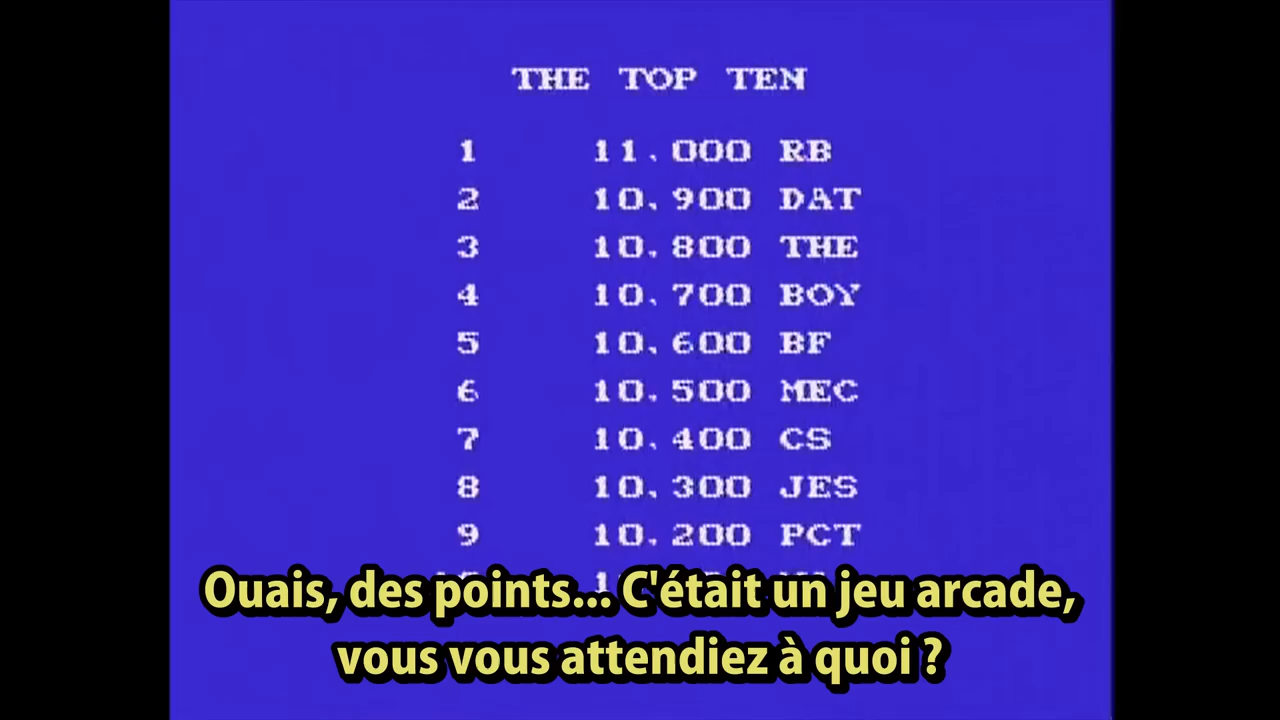 THE TOP TEN
1 11.000 RB
2 10.900 DAT
3 10.800 THE
4 10.700 BOY
5 10.600 BF
6 10.500 MEC
7 10.400 CS
8 10.300 JES
9 10.200 PCT
Ouais, des points... C'était un jeu arcade,
vous vous attendiez à quoi ?